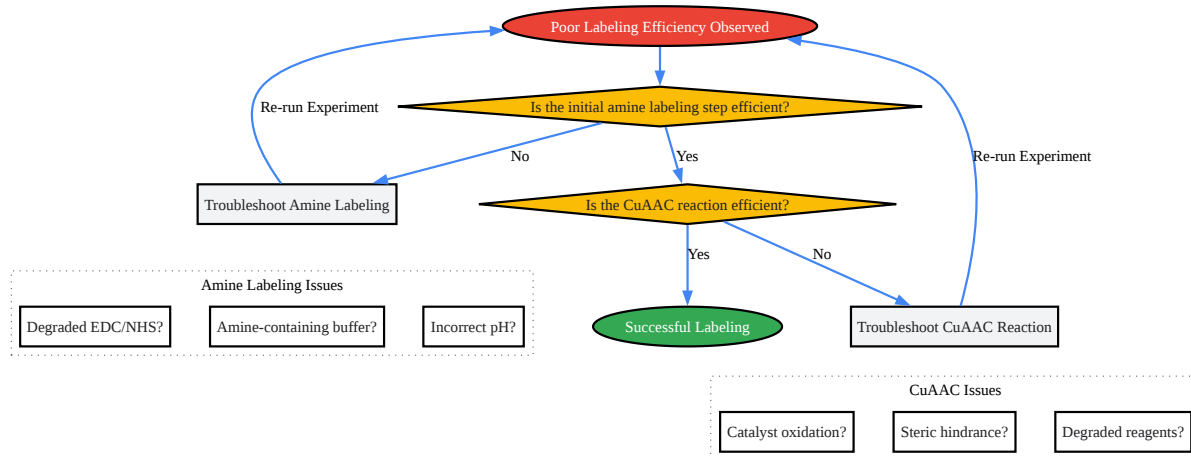 Poor Labeling Efficiency Observed
Is the initial amine labeling step efficient?
Re-run Experiment
No
Yes
Re-run Experiment
Troubleshoot Amine Labeling
Is the CuAAC reaction efficient?
Yes
No
Amine Labeling Issues
Degraded EDC/NHS?
Amine-containing buffer?
Incorrect pH?
Successful Labeling
Troubleshoot CuAAC Reaction
CuAAC Issues
Catalyst oxidation?
Steric hindrance?
Degraded reagents?